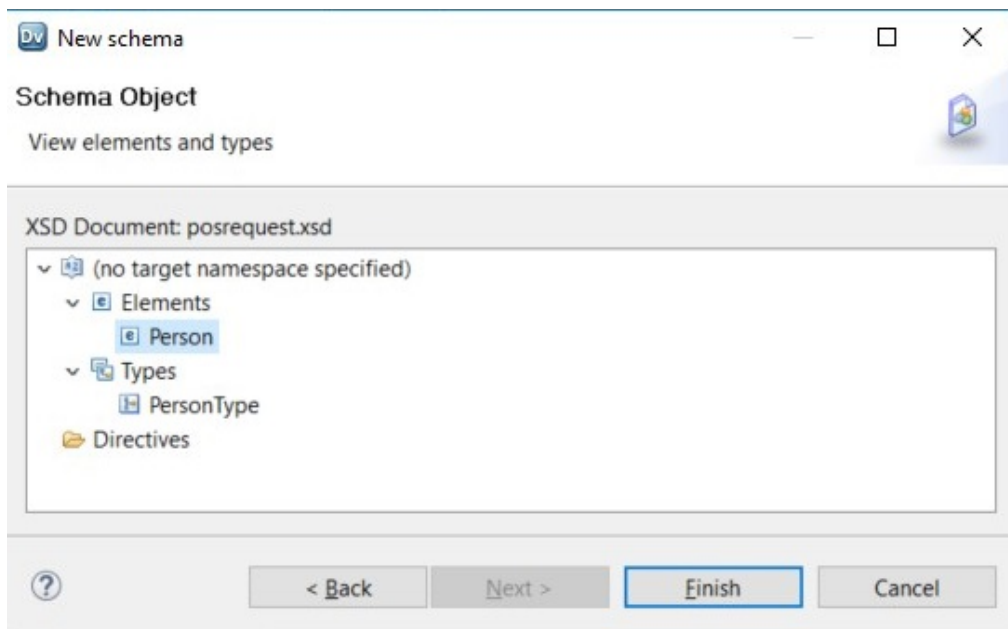 Dv New schema
Schema Object
View elements and types
XSD Document: posrequest.xsd
(no target namespace specified)
e Elements
e Person
Types
PersonType
Directives
? < Back Next > Finish Cancel